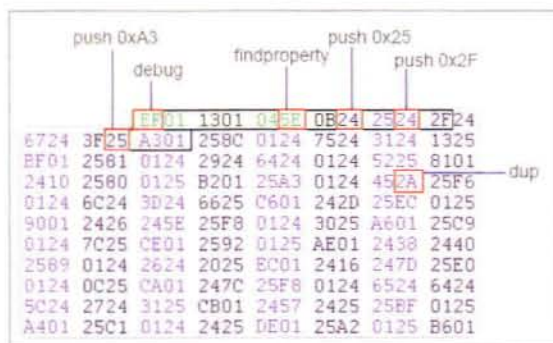 push 0xA3
push 0x25
findproperty
push 0x2F
debug
EF01 1301 045E 0B24 2524 2F24
6724 3F25 A301 258C 0124 7524 3124 1325
BF01 2581 0124 2924 6424 0124 5225 8101
2410 2580 0125 B201 25A3 0124 452A 25F6
dup
0124 6C24 3D24 6625 C601 242D 25EC 0125
9001 2426 245E 25F8 0124 3025 A601 25C9
0124 7C25 CE01 2592 0125 AE01 2438 2440
2589 0124 2624 2025 EC01 2416 247D 25E0
0124 0C25 CA01 247C 25F8 0124 6524 6424
5C24 2724 3125 CB01 2457 2425 25BF 0125
A401 25C1 0124 2425 DE01 25A2 0125 B601